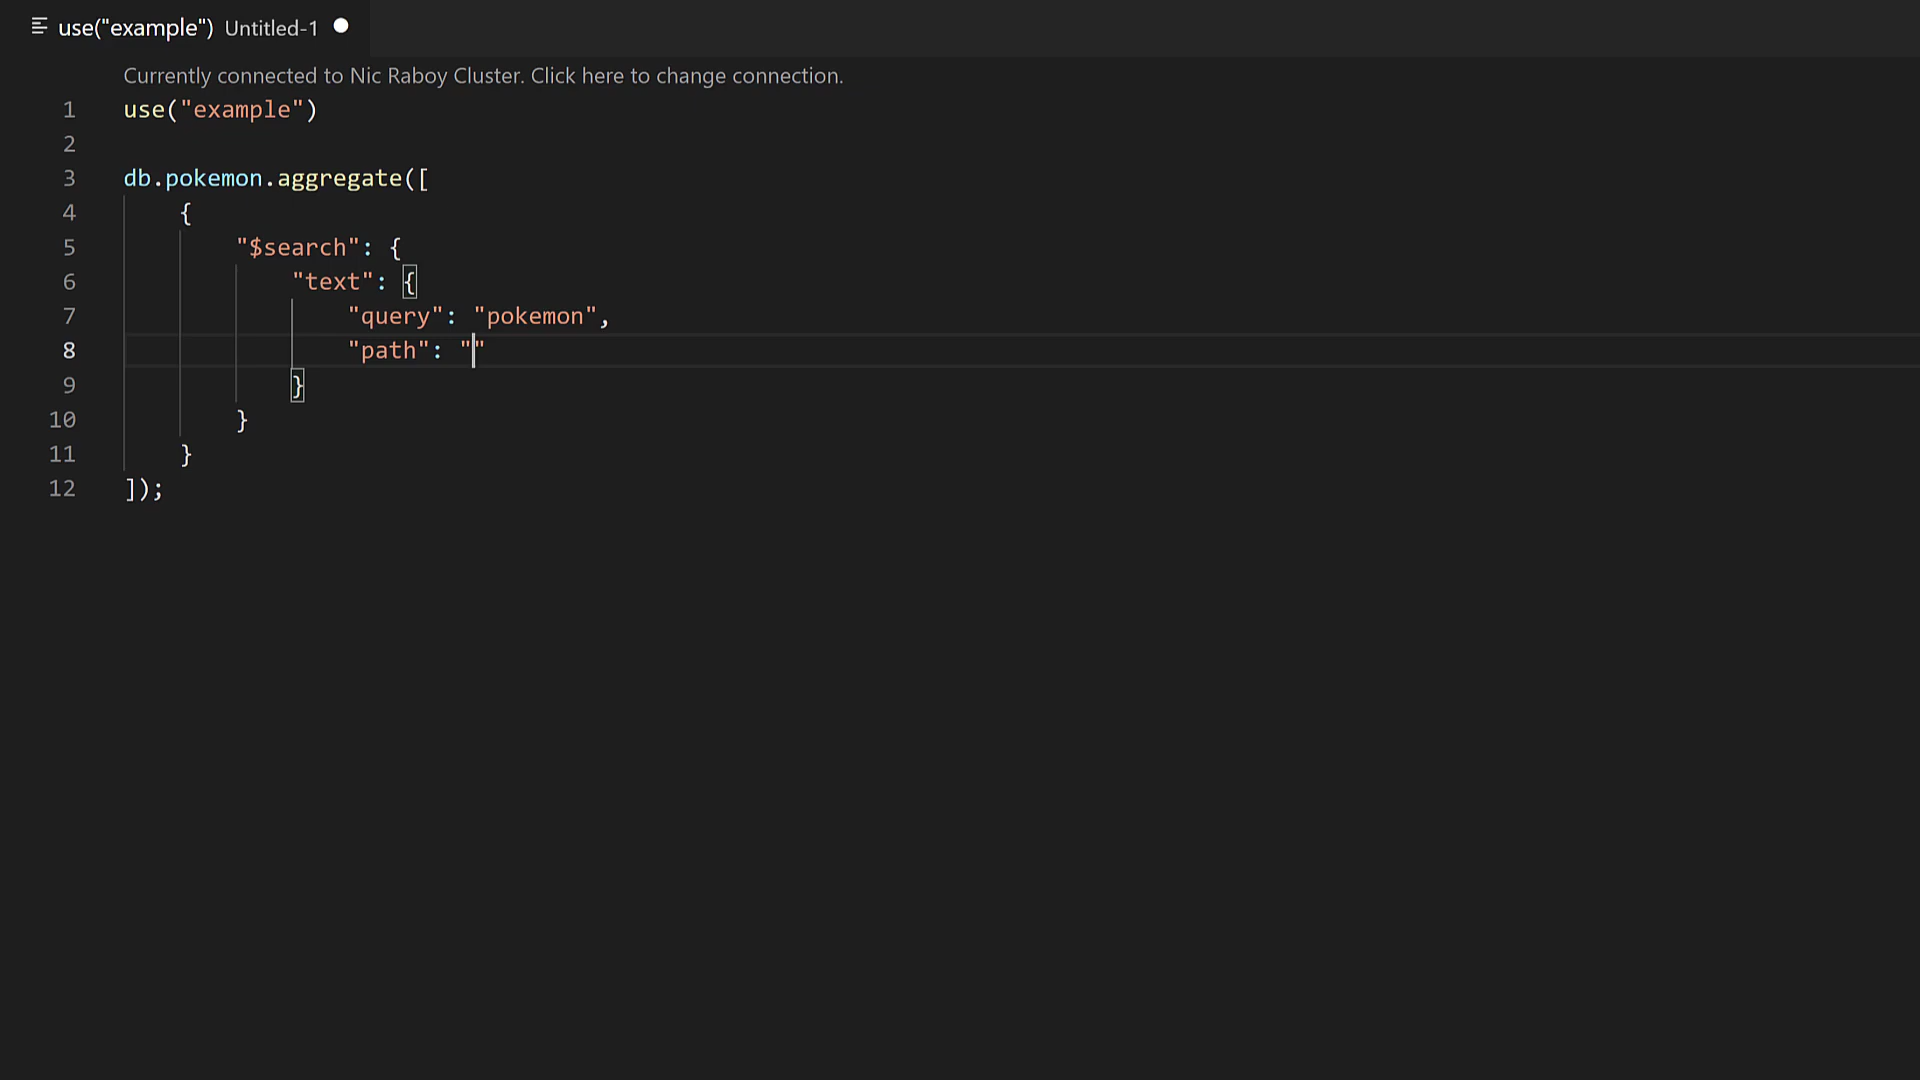 use("example") Untitled-1
Currently connected to Nic Raboy Cluster. Click here to change connection.
1 use("example")
2
3 db.pokemon.aggregate([
4 {
5 "$search": {
6 "text": {
7 "query": "pokemon",
8 "path": ""
9 }
10 }
11 }
12 ]);